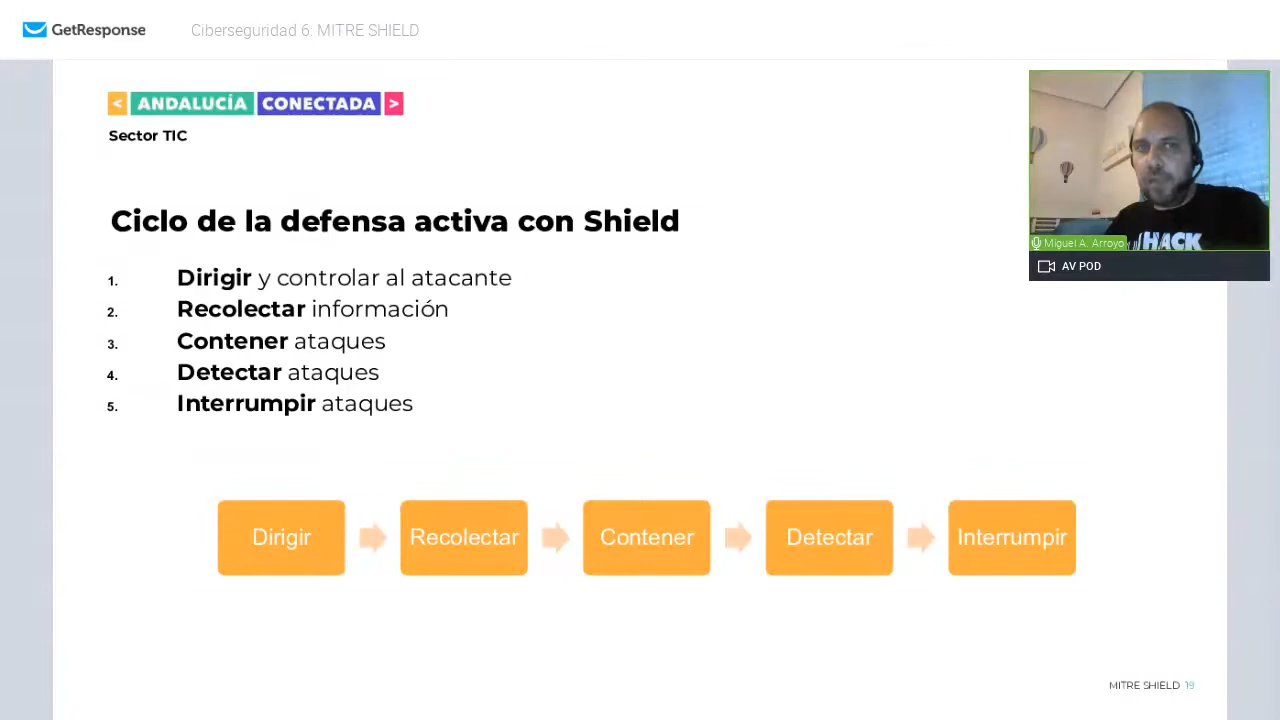 GetResponse
Ciberseguridad 6: MITRE SHIELD
< ANDALUCÍA CONECTADA >
Sector TIC
Miguel A. Arroyo
HACK
AV POD
Ciclo de la defensa activa con Shield
1. Dirigir y controlar al atacante
2. Recolectar información
3. Contener ataques
4. Detectar ataques
5. Interrumpir ataques
Dirigir Recolectar Contener Detectar Interrumpir
MITRE SHIELD 19